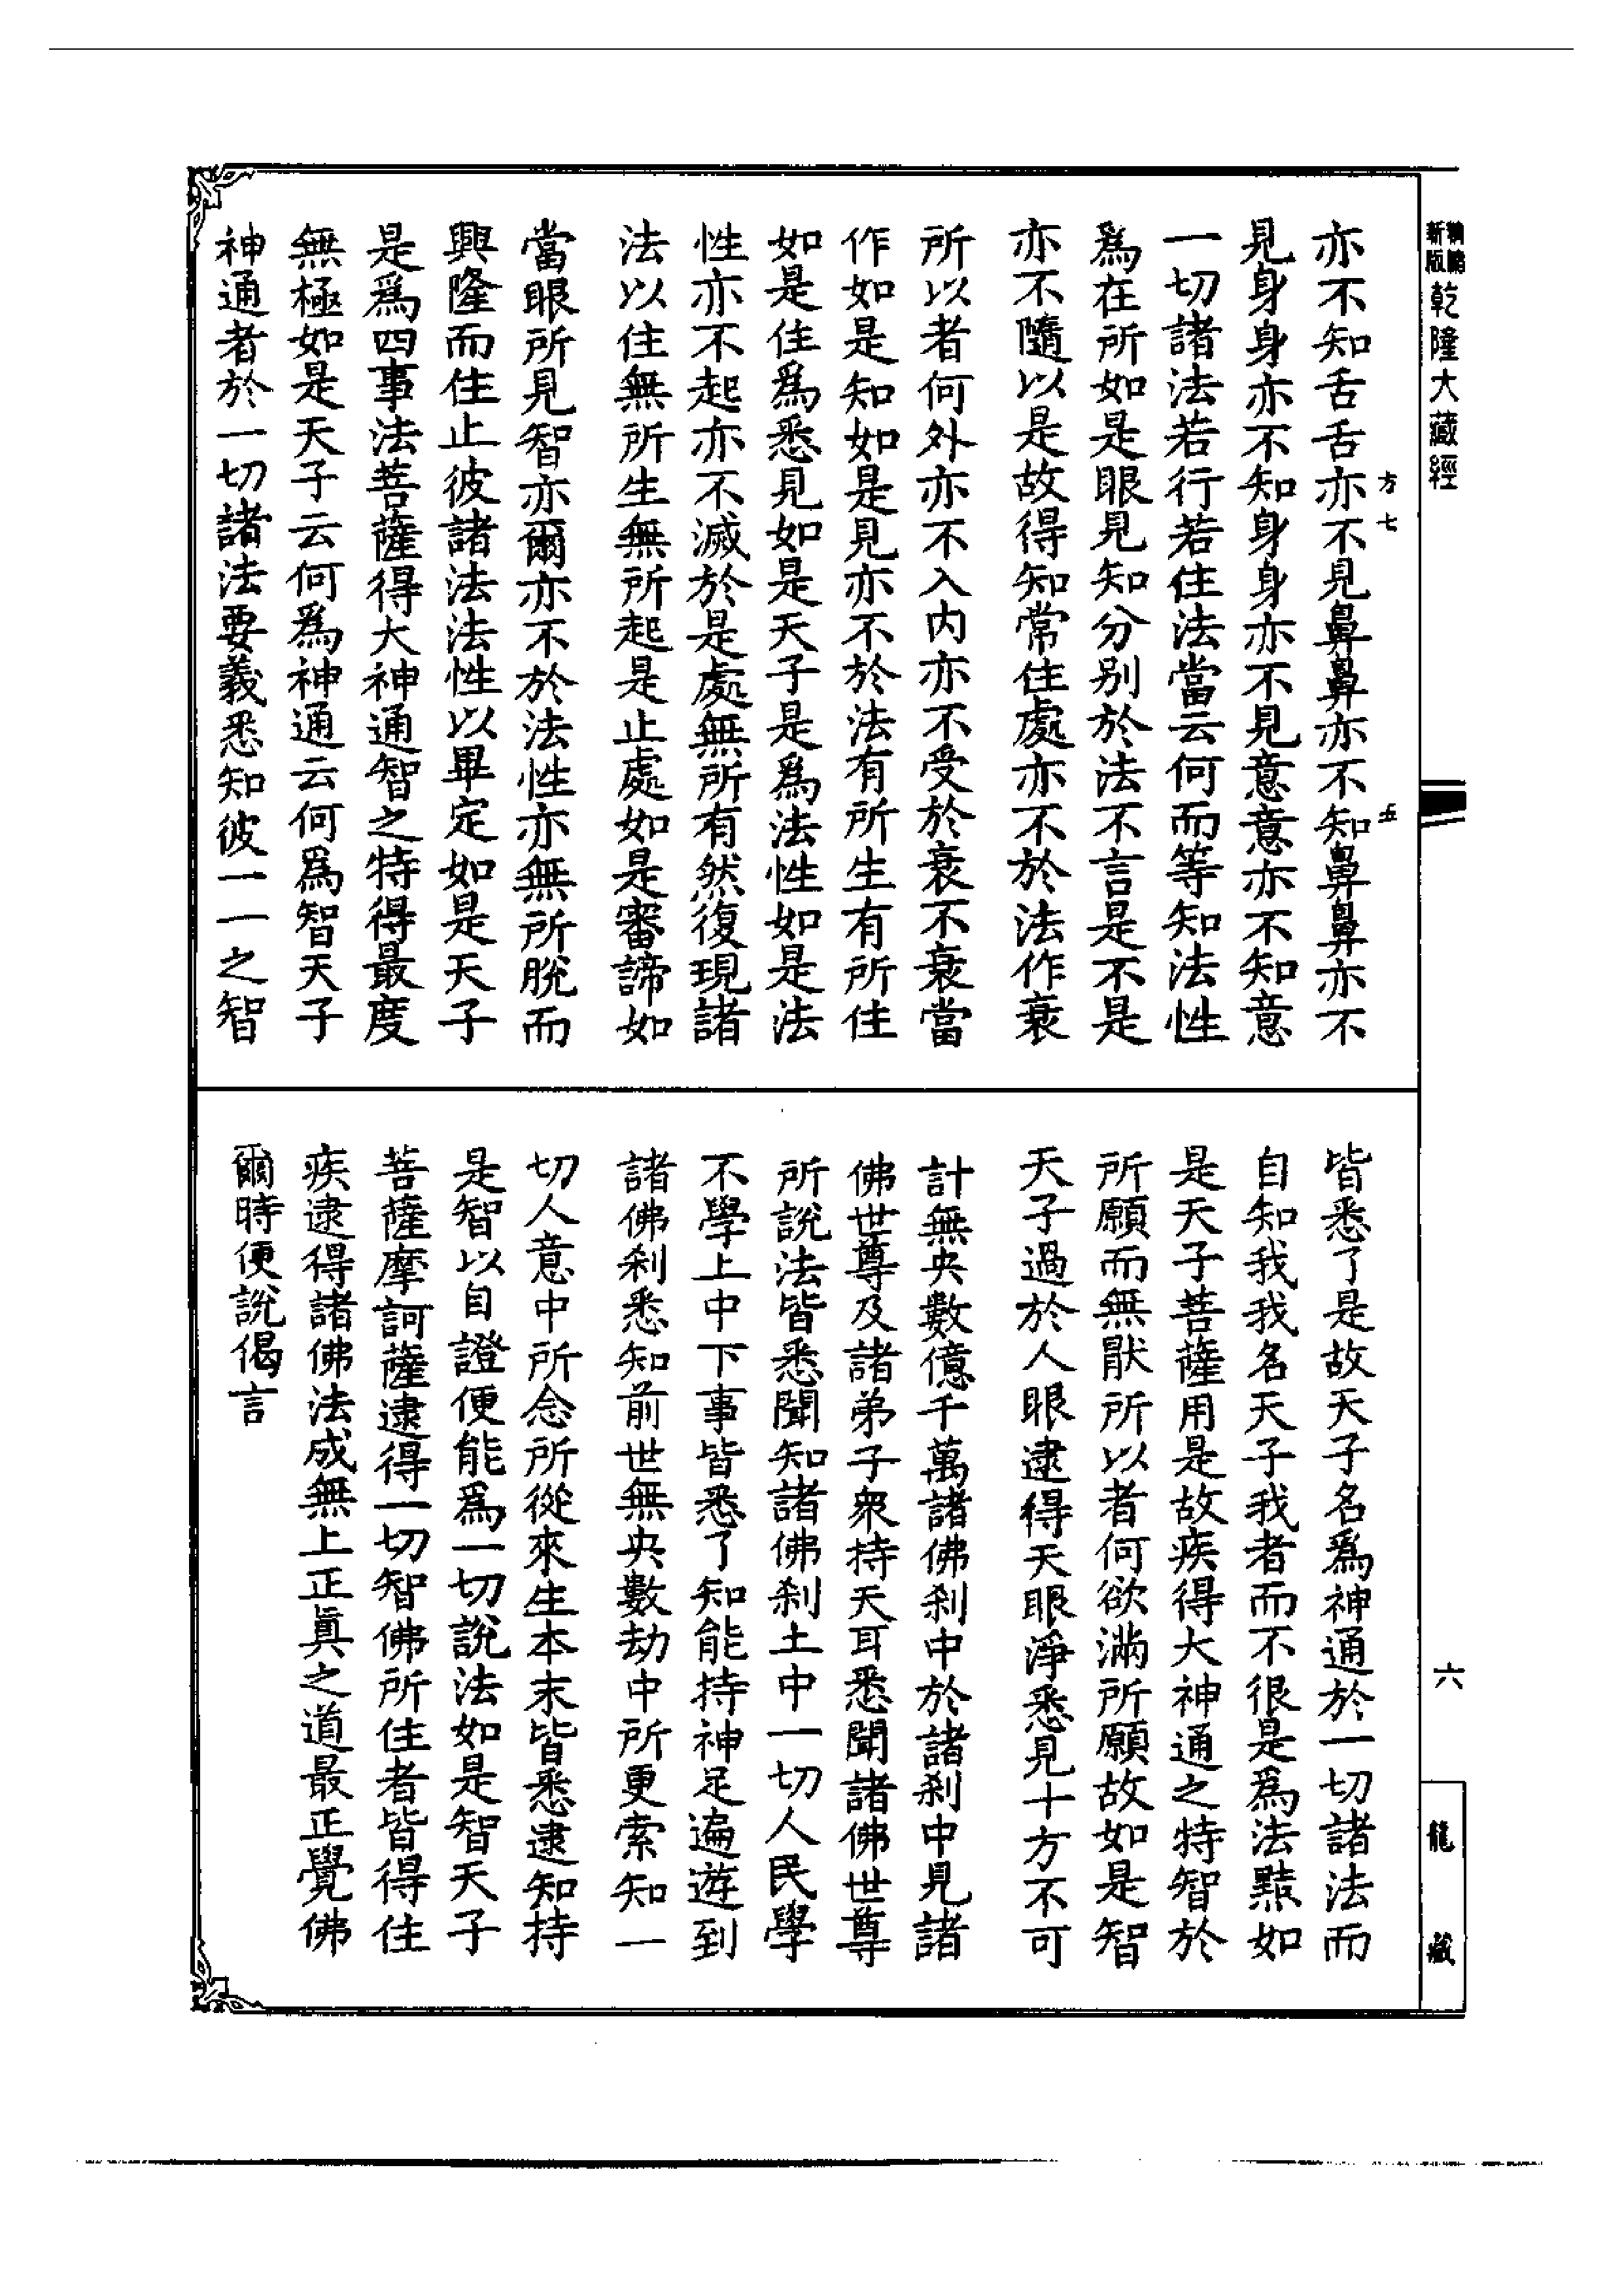 新版
乾隆大藏經
方七
五
亦不知舌舌亦不見鼻鼻亦不知鼻鼻亦不
見身身亦不知身身亦不見意意亦不知意
一切諸法若行若住法當云何而等知法性
爲在所如是眼見知分别於法不言是不是
亦不隨以是故得知常住處亦不於法作衰
所以者何外亦不入内亦不受於衰不衰當
作如是知如是見亦不於法有所生有所住
如是住爲悉見如是天子是爲法性如是法
性亦不起亦不滅於是處無所有然復現諸
法以住無所生無所起是止處如是審諦如
當眼所見智亦爾亦不於法性亦無所脫而
興隆而住止彼諸法法性以畢定如是天子
是爲四事法菩薩得大神通智之特得最度
無極如是天子云何爲神通云何爲智天子
神通者於一切諸法要義悉知彼一一之智
皆悉了是故天子名爲神通於一切諸法而
自知我我名天子我者而不很是爲法黠如
是天子菩薩用是故疾得大神通之特智於
所願而無猒所以者何欲滿所願故如是智
天子過於人眼逮得天眼淨悉見十方不可
計無央數億千萬諸佛刹中於諸刹中見諸
佛世尊及諸弟子衆持天耳悉聞諸佛世尊
所說法皆悉聞知諸佛刹土中一切人民學
不學上中下事皆悉了知能持神足遍遊到
諸佛刹悉知前世無央數劫中所更索知一
切人意中所念所從來生本末皆悉逮知持
是智以自證便能爲一切說法如是智天子
菩薩摩訶薩逮得一切智佛所住者皆得住
疾逮得諸佛法成無上正眞之道最正覺佛
爾時便說偈言
六
龍藏